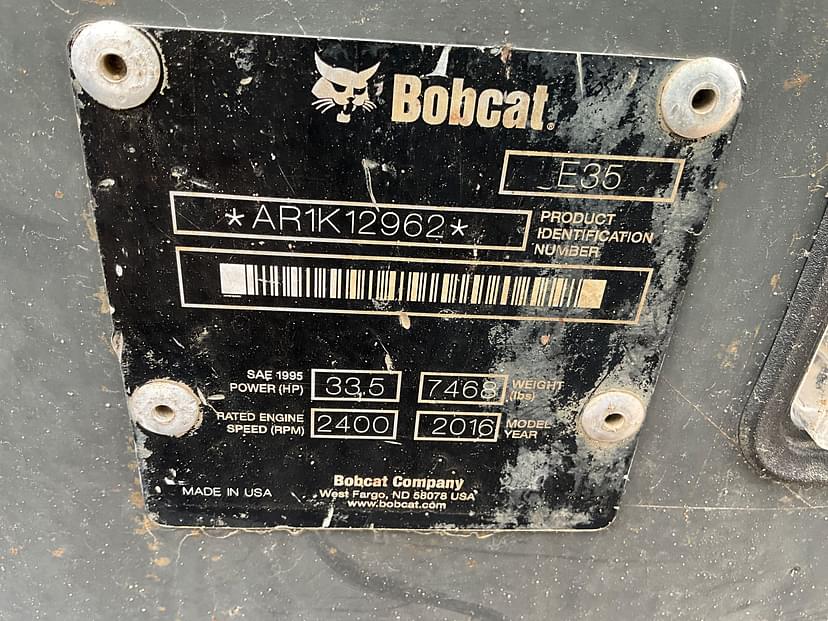 Bobcat®
E35
*AR1K12962*
PRODUCT
IDENTIFICATION
NUMBER
SAE 1995
POWER (HP) 33.5 7468 WEIGHT
(lbs)
RATED ENGINE
SPEED (RPM) 2400 2016 MODEL
YEAR
Bobcat Company
West Fargo, ND 58078 USA
www.bobcat.com
MADE IN USA